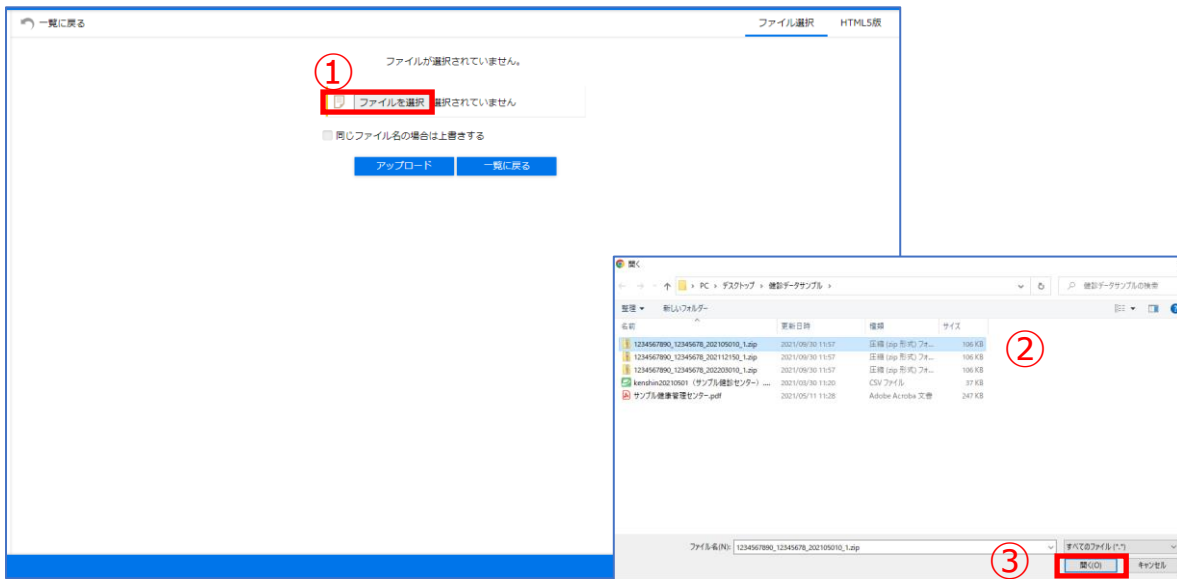 一覧に戻る
ファイル選択 HTML5版
ファイルが選択されていません。
①
ファイルを選択 選択されていません
同じファイル名の場合は上書きする
アップロード 一覧に戻る
開く
PC › デスクトップ › 健診データサンプル ›
健診データサンプルの検索
整理 新しいフォルダー
名前 更新日時 種類 サイズ
②
1234567890_12345678_202105010_1.zip 2021/09/30 11:57 圧縮 (zip 形式) フォ... 106 KB
1234567890_12345678_202112150_1.zip 2021/09/30 11:57 圧縮 (zip 形式) フォ... 106 KB
1234567890_12345678_202203010_1.zip 2021/09/30 11:57 圧縮 (zip 形式) フォ... 106 KB
kenshin20210501（サンプル健診センター）.... 2021/03/30 11:20 CSV ファイル 37 KB
サンプル健康管理センター.pdf 2021/05/11 11:28 Adobe Acroba 文書 247 KB
ファイル名(N): 1234567890_12345678_202105010_1.zip すべてのファイル (*.*)
③
開く(O) キャンセル